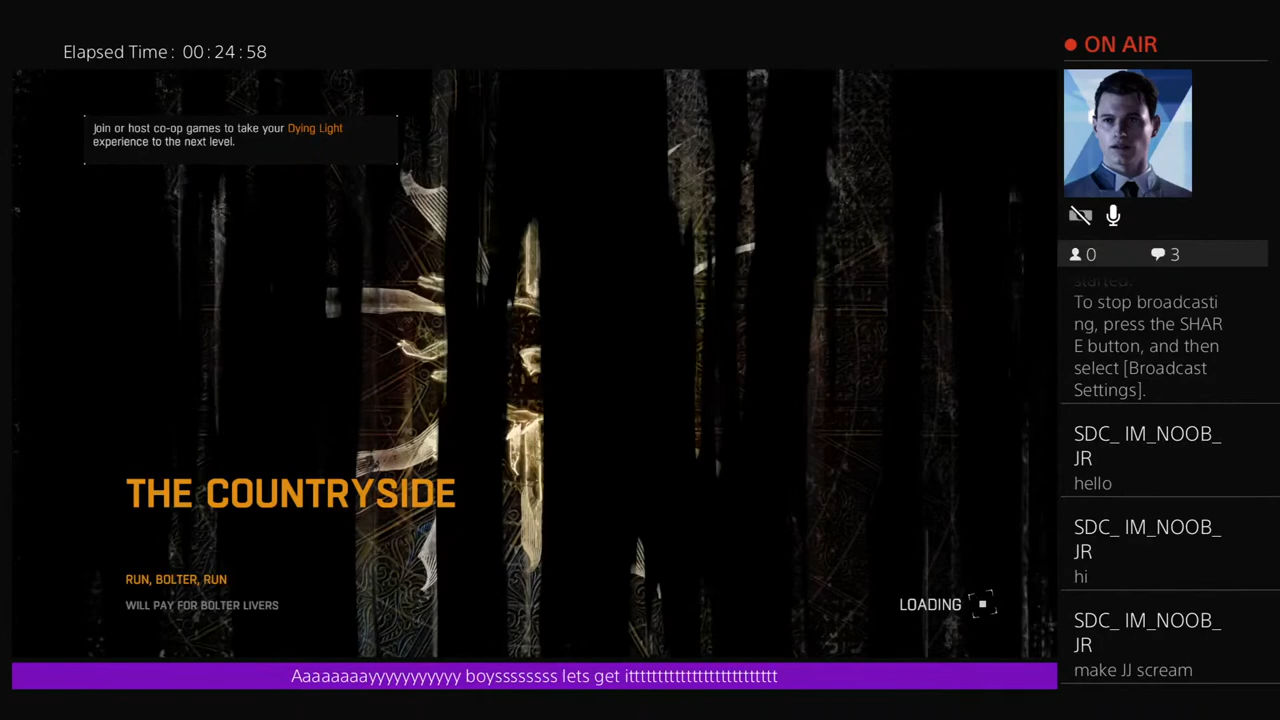 Elapsed Time: 00:24:58
ON AIR
Join or host co-op games to take your Dying Light
experience to the next level.
0
3
started.
To stop broadcasti
ng, press the SHAR
E button, and then
select [Broadcast
Settings].
SDC_ IM_NOOB_
JR
hello
SDC_ IM_NOOB_
JR
hi
SDC_ IM_NOOB_
JR
make JJ scream
THE COUNTRYSIDE
RUN, BOLTER, RUN
WILL PAY FOR BOLTER LIVERS
LOADING
Aaaaaaaayyyyyyyyyyy boysssssssss lets get itttttttttttttttttttttttttt